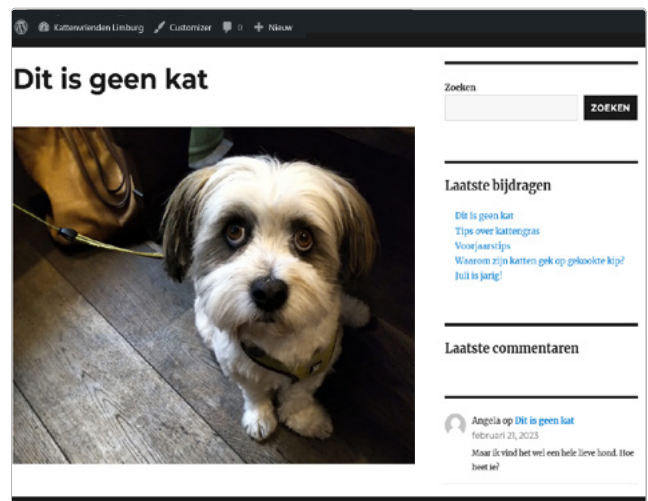 Kattenvrienden Limburg Customizer 0 + Nieuw
Dit is geen kat
Zoeken
ZOEKEN
Laatste bijdragen
Dit is geen kat
Tips over kattengras
Voorjaarstips
Waarom zijn katten gek op gekookte kip?
Juli is jarig!
Laatste commentaren
Angela op Dit is geen kat
februari 21, 2023
Maar ik vind het wel een hele lieve hond. Hoe
heet ie?